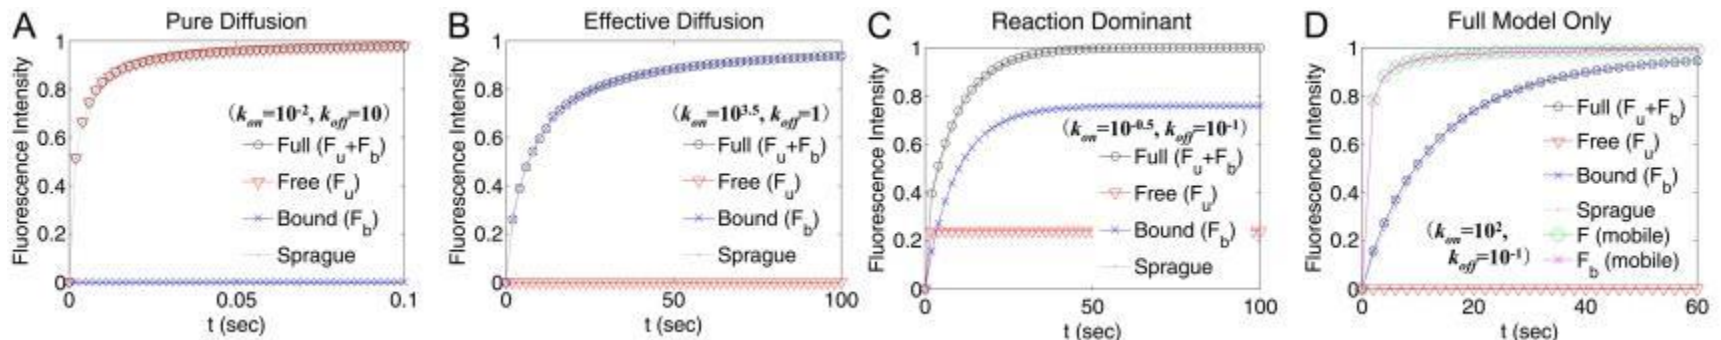 A Pure Diffusion
Fluorescence Intensity
1
0.8
0.6
0.4
0.2
0
(k_on=10^-2, k_off=10)
Full (F_u+F_b)
Free (F_u)
Bound (F_b)
Sprague
0 0.05 0.1
t (sec)
B Effective Diffusion
Fluorescence Intensity
1
0.8
0.6
0.4
0.2
0
(k_on=10^3.5, k_off=1)
Full (F_u+F_b)
Free (F_u)
Bound (F_b)
Sprague
0 50 100
t (sec)
C Reaction Dominant
Fluorescence Intensity
1
0.8
0.6
0.4
0.2
0
(k_on=10^-0.5, k_off=10^-1)
Full (F_u+F_b)
Free (F_u)
Bound (F_b)
Sprague
0 50 100
t (sec)
D Full Model Only
Fluorescence Intensity
1
0.8
0.6
0.4
0.2
0
Full (F_u+F_b)
Free (F_u)
Bound (F_b)
Sprague
F (mobile)
F_b (mobile)
(k_on=10^2,
k_off=10^-1)
0 20 40 60
t (sec)